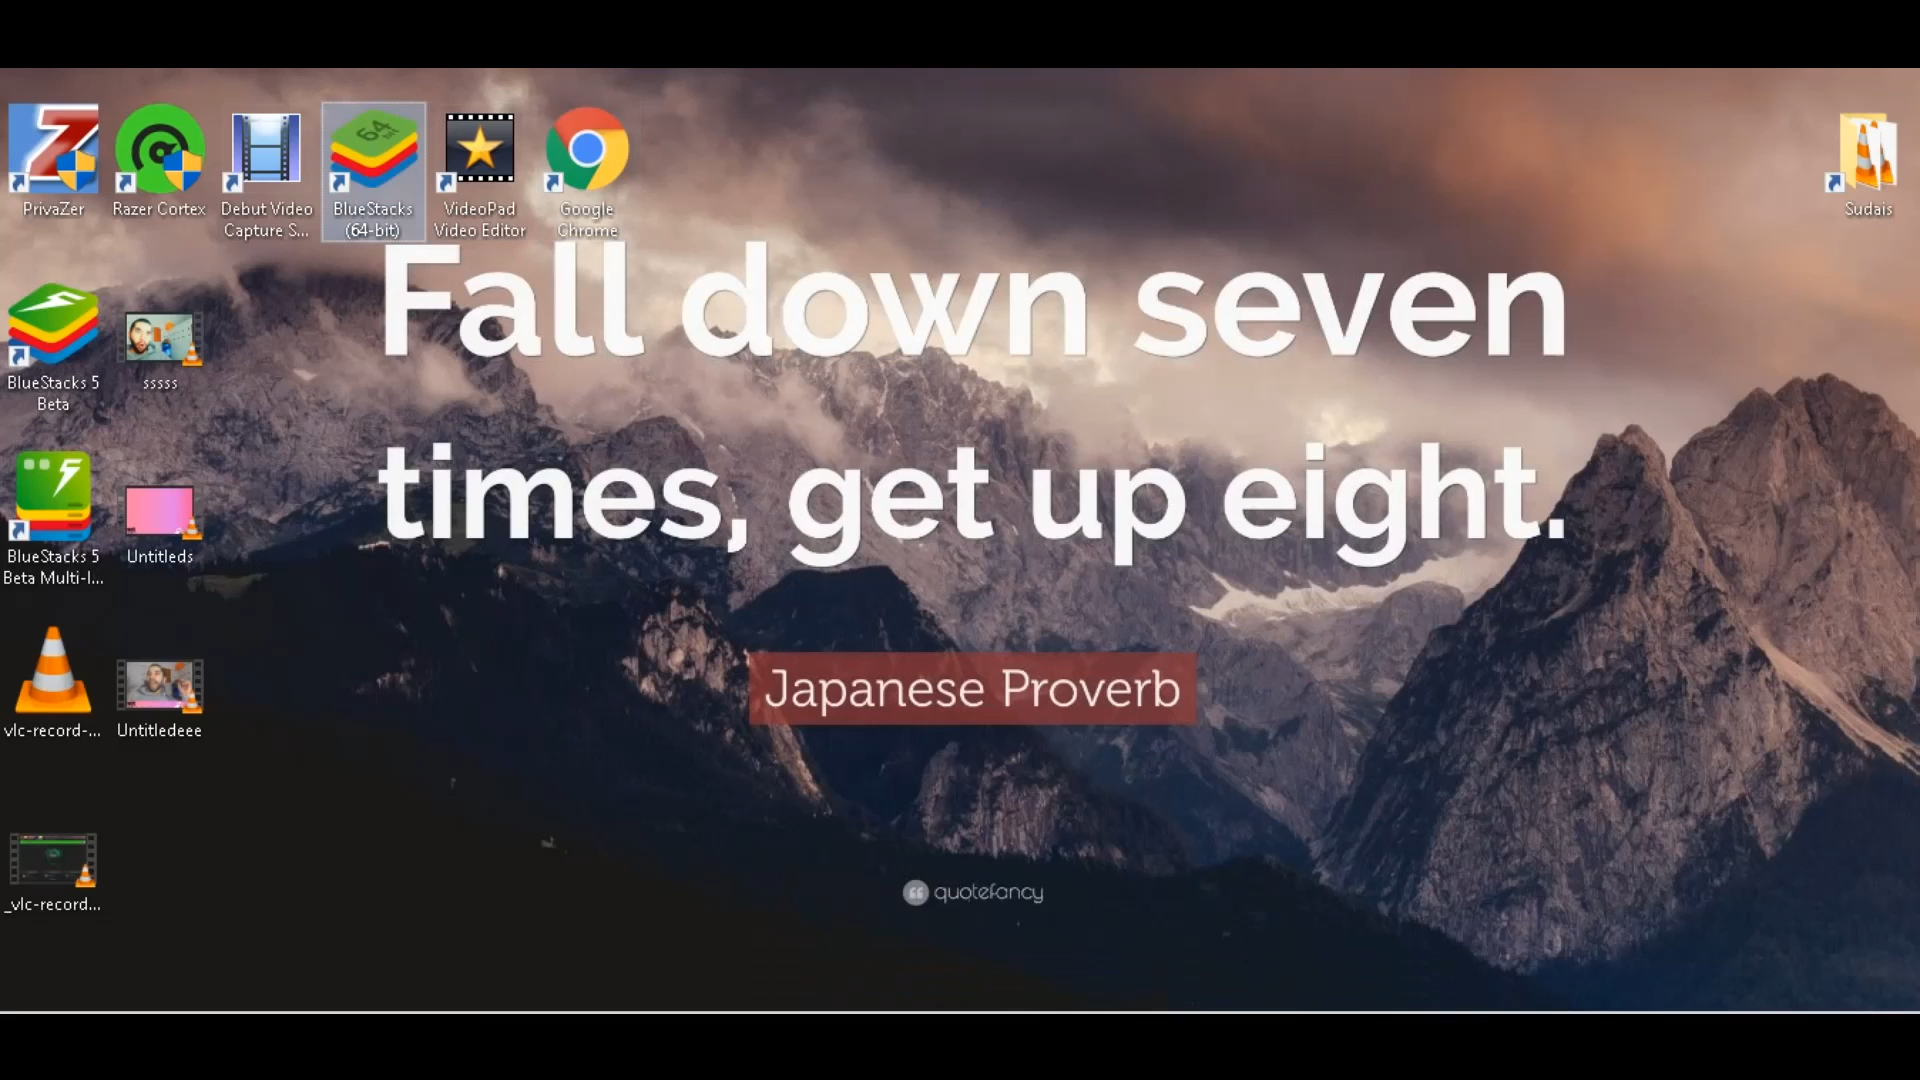 PrivaZer
Razer Cortex
Debut Video
Capture S...
64
bit
BlueStacks
(64-bit)
VideoPad
Video Editor
Google
Chrome
Sudais
Fall down seven
times, get up eight.
Japanese Proverb
quotefancy
BlueStacks 5
Beta
sssss
BlueStacks 5
Beta Multi-I...
Untitleds
vlc-record-...
Untitledeee
_vlc-record...